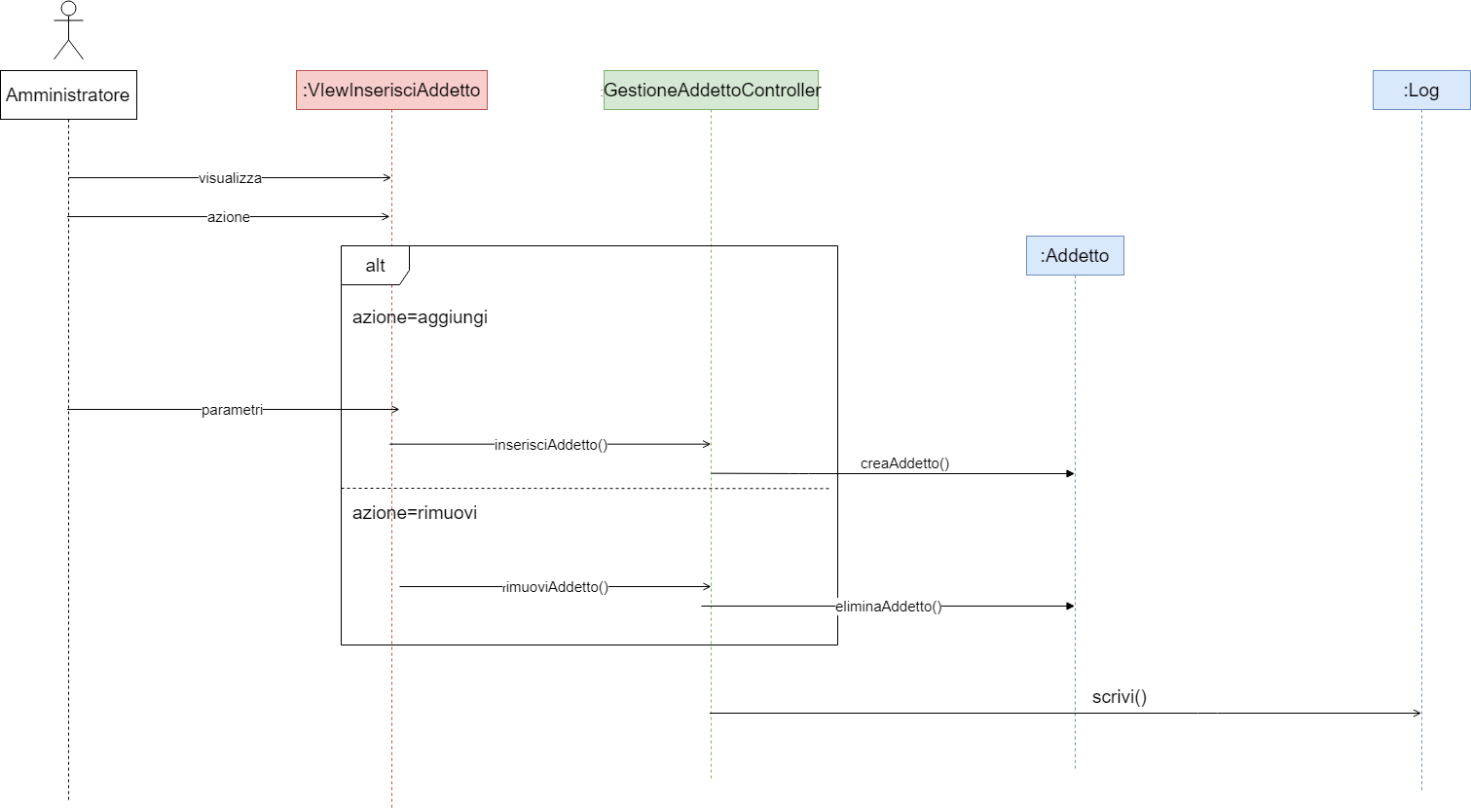 Amministratore
:VIewInserisciAddetto
:GestioneAddettoController
:Log
visualizza
azione
:Addetto
alt
azione=aggiungi
parametri
inserisciAddetto()
creaAddetto()
azione=rimuovi
rimuoviAddetto()
eliminaAddetto()
scrivi()